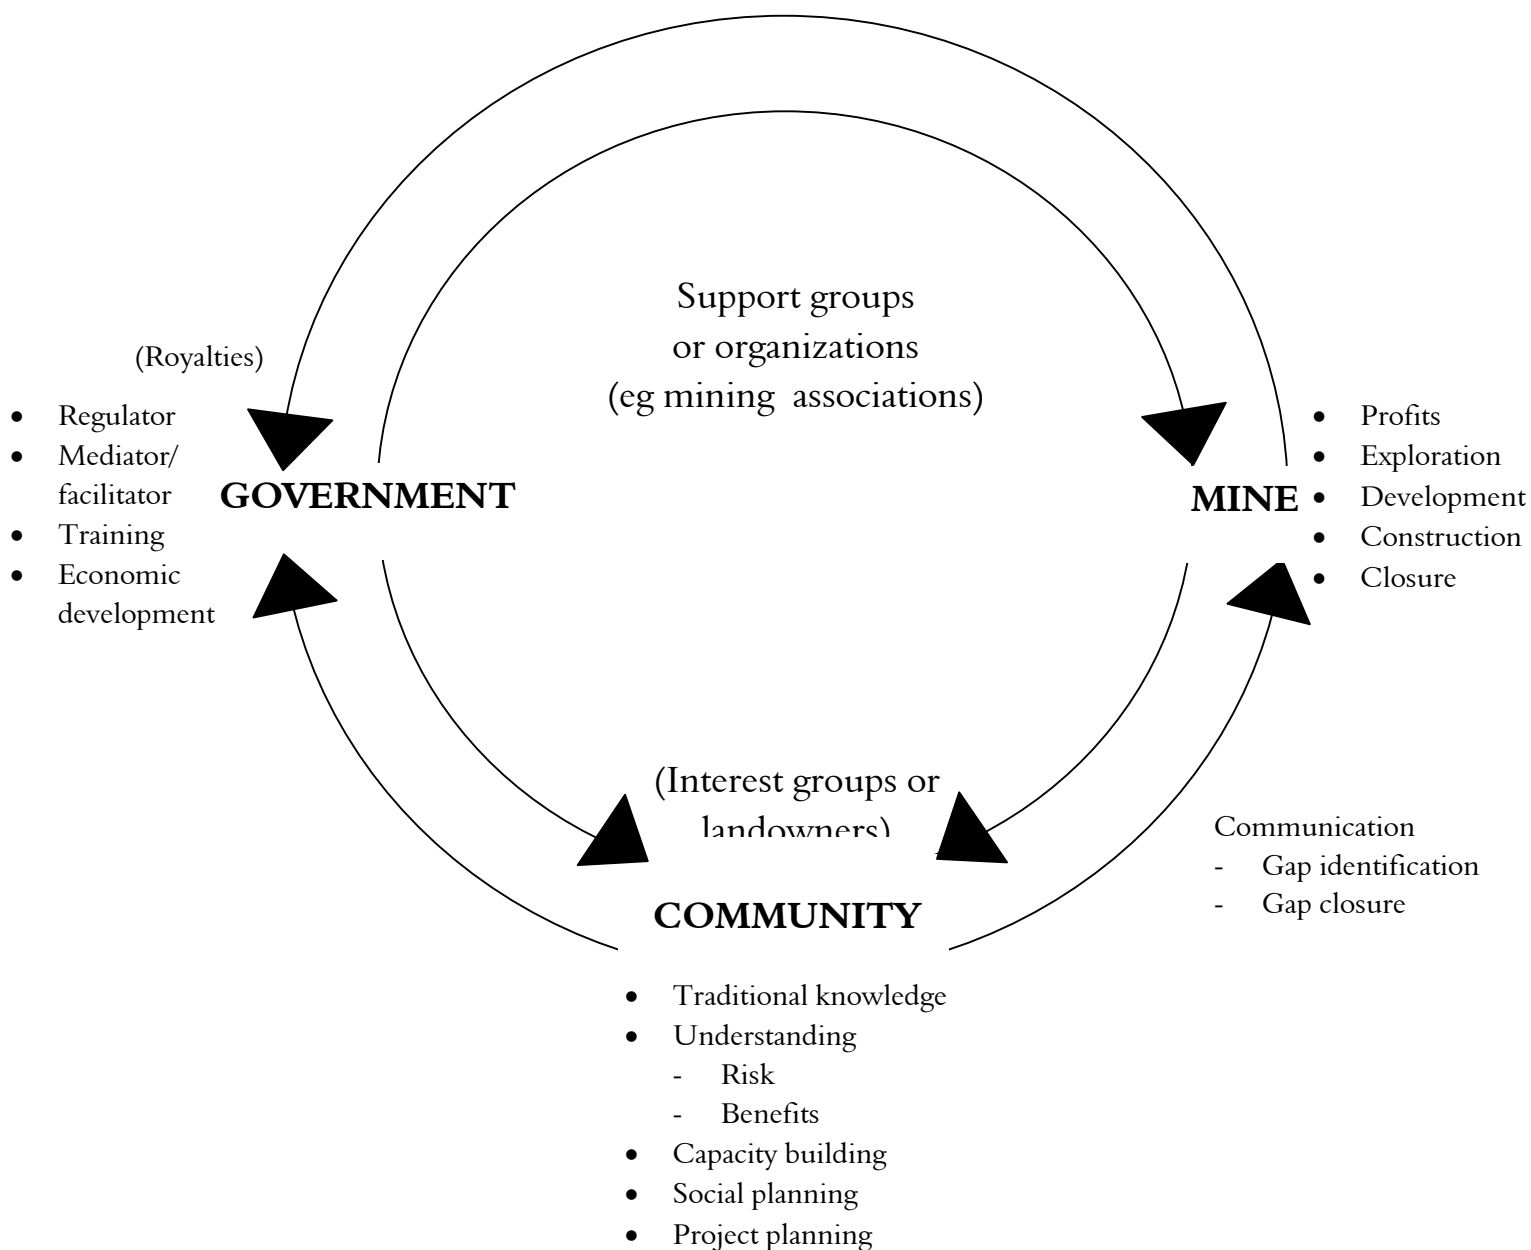 Support groups
or organizations
(eg mining associations)
(Royalties)
• Regulator
• Mediator/
facilitator
• Training
• Economic
development
GOVERNMENT
MINE
• Profits
• Exploration
• Development
• Construction
• Closure
(Interest groups or
landowners)
COMMUNITY
Communication
- Gap identification
- Gap closure
• Traditional knowledge
• Understanding
- Risk
- Benefits
• Capacity building
• Social planning
• Project planning